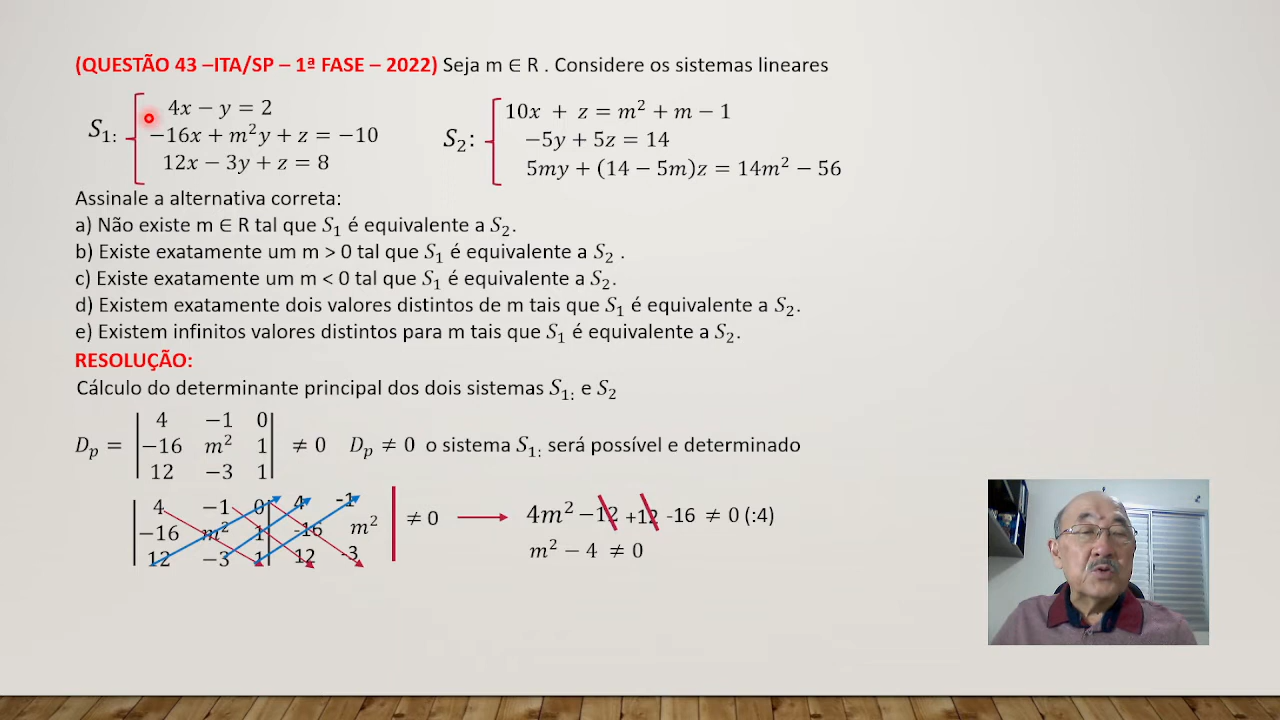 (QUESTÃO 43 –ITA/SP – 1ª FASE – 2022) Seja m ∈ R . Considere os sistemas lineares
S₁: { 4x − y = 2
−16x + m²y + z = −10
12x − 3y + z = 8
S₂: { 10x + z = m² + m − 1
−5y + 5z = 14
5my + (14 − 5m)z = 14m² − 56
Assinale a alternativa correta:
a) Não existe m ∈ R tal que S₁ é equivalente a S₂.
b) Existe exatamente um m > 0 tal que S₁ é equivalente a S₂ .
c) Existe exatamente um m < 0 tal que S₁ é equivalente a S₂.
d) Existem exatamente dois valores distintos de m tais que S₁ é equivalente a S₂.
e) Existem infinitos valores distintos para m tais que S₁ é equivalente a S₂.
RESOLUÇÃO:
Cálculo do determinante principal dos dois sistemas S₁: e S₂
4 −1 0
Dₚ = −16 m² 1 ≠ 0 Dₚ ≠ 0 o sistema S₁: será possível e determinado
12 −3 1
4 −1 0 4 -1
−16 m² 1 -16 m² ≠ 0 4m² −12 +12 -16 ≠ 0 (:4)
12 −3 1 12 -3
m² − 4 ≠ 0